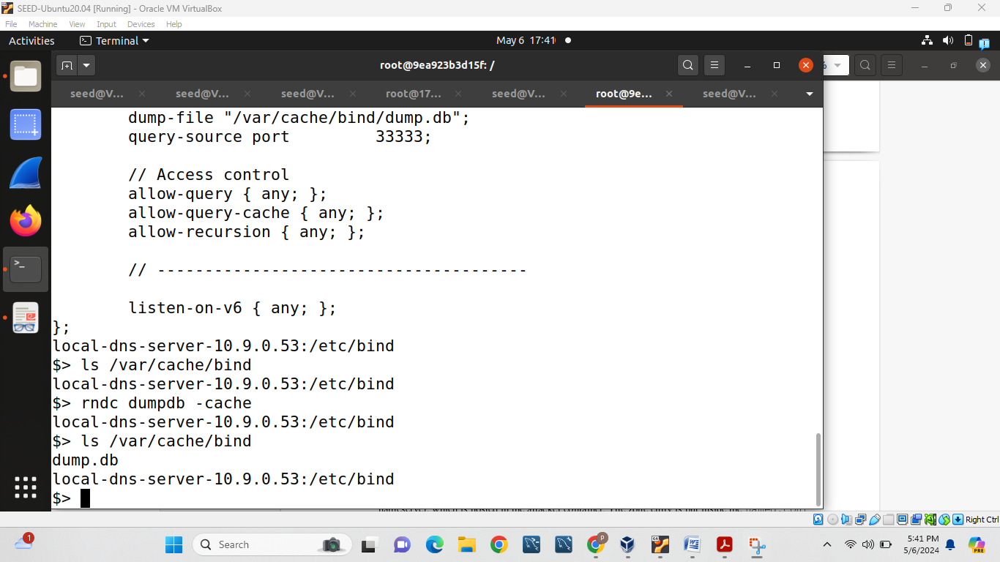 SEED-Ubuntu20.04 [Running] - Oracle VM VirtualBox
File Machine View Input Devices Help
Activities Terminal May 6 17:41
root@9ea923b3d15f: /
seed@V... seed@V... seed@V... root@17... seed@V... root@9e... seed@V...
dump-file "/var/cache/bind/dump.db";
query-source port 33333;
// Access control
allow-query { any; };
allow-query-cache { any; };
allow-recursion { any; };
// ---------------------------------------
listen-on-v6 { any; };
};
local-dns-server-10.9.0.53:/etc/bind
$> ls /var/cache/bind
local-dns-server-10.9.0.53:/etc/bind
$> rndc dumpdb -cache
local-dns-server-10.9.0.53:/etc/bind
$> ls /var/cache/bind
dump.db
local-dns-server-10.9.0.53:/etc/bind
$>
Right Ctrl
1
Search
P
64
PRE
5:41 PM
5/6/2024